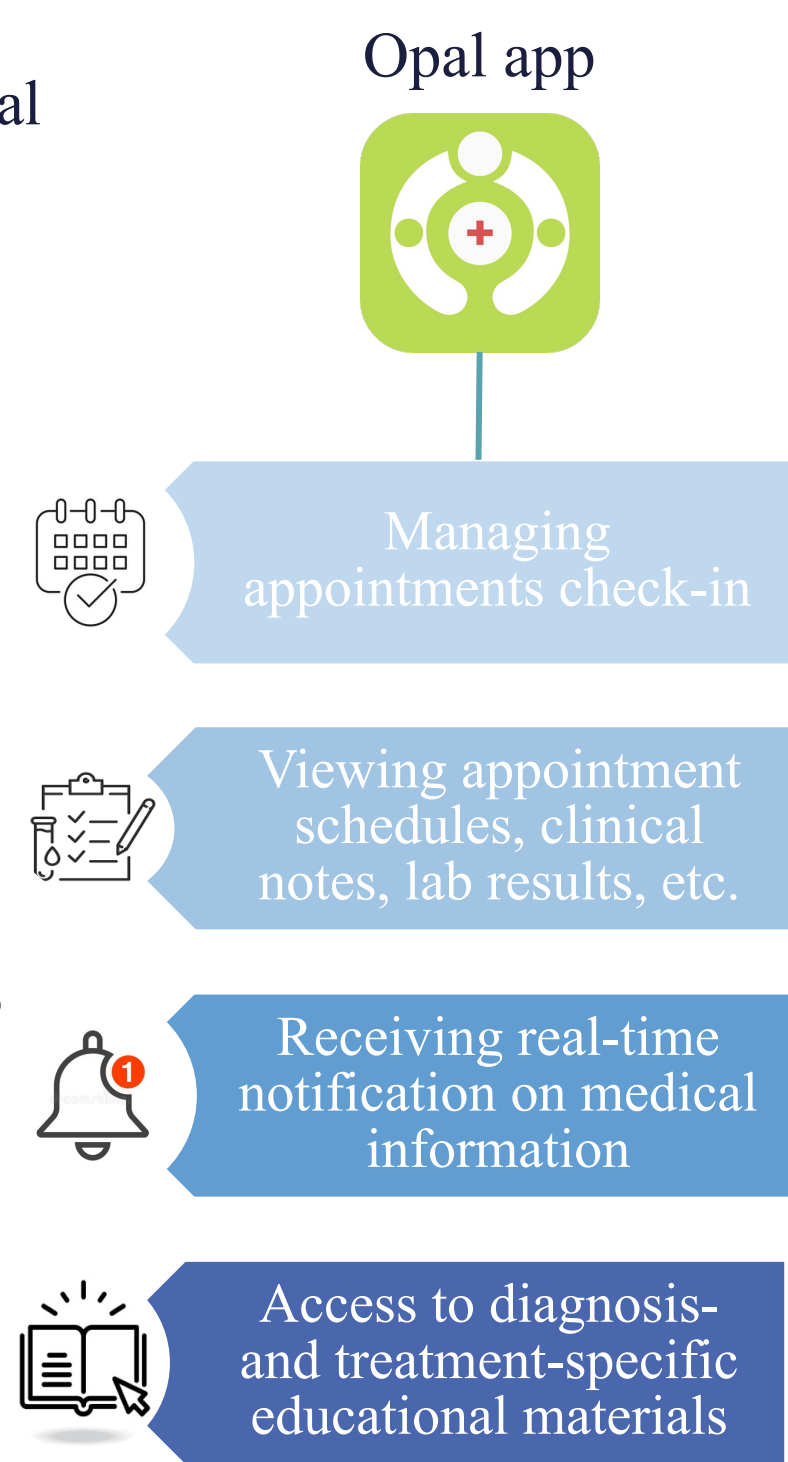 al
Opal app
Managing
appointments check-in
Viewing appointment
schedules, clinical
notes, lab results, etc.
Receiving real-time
notification on medical
information
1
Access to diagnosis-
and treatment-specific
educational materials